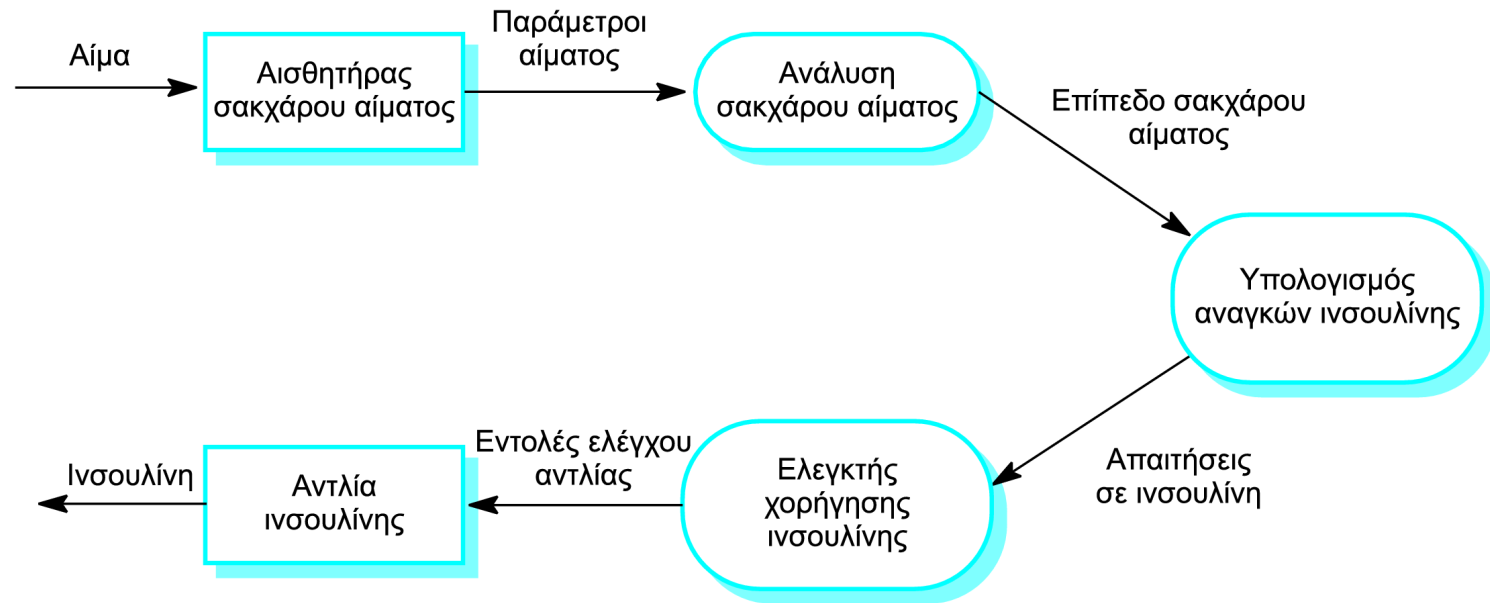 Αίμα
Αισθητήρας
σακχάρου αίματος
Παράμετροι
αίματος
Ανάλυση
σακχάρου αίματος
Επίπεδο σακχάρου
αίματος
Υπολογισμός
αναγκών ινσουλίνης
Απαιτήσεις
σε ινσουλίνη
Ελεγκτής
χορήγησης
ινσουλίνης
Εντολές ελέγχου
αντλίας
Αντλία
ινσουλίνης
Ινσουλίνη